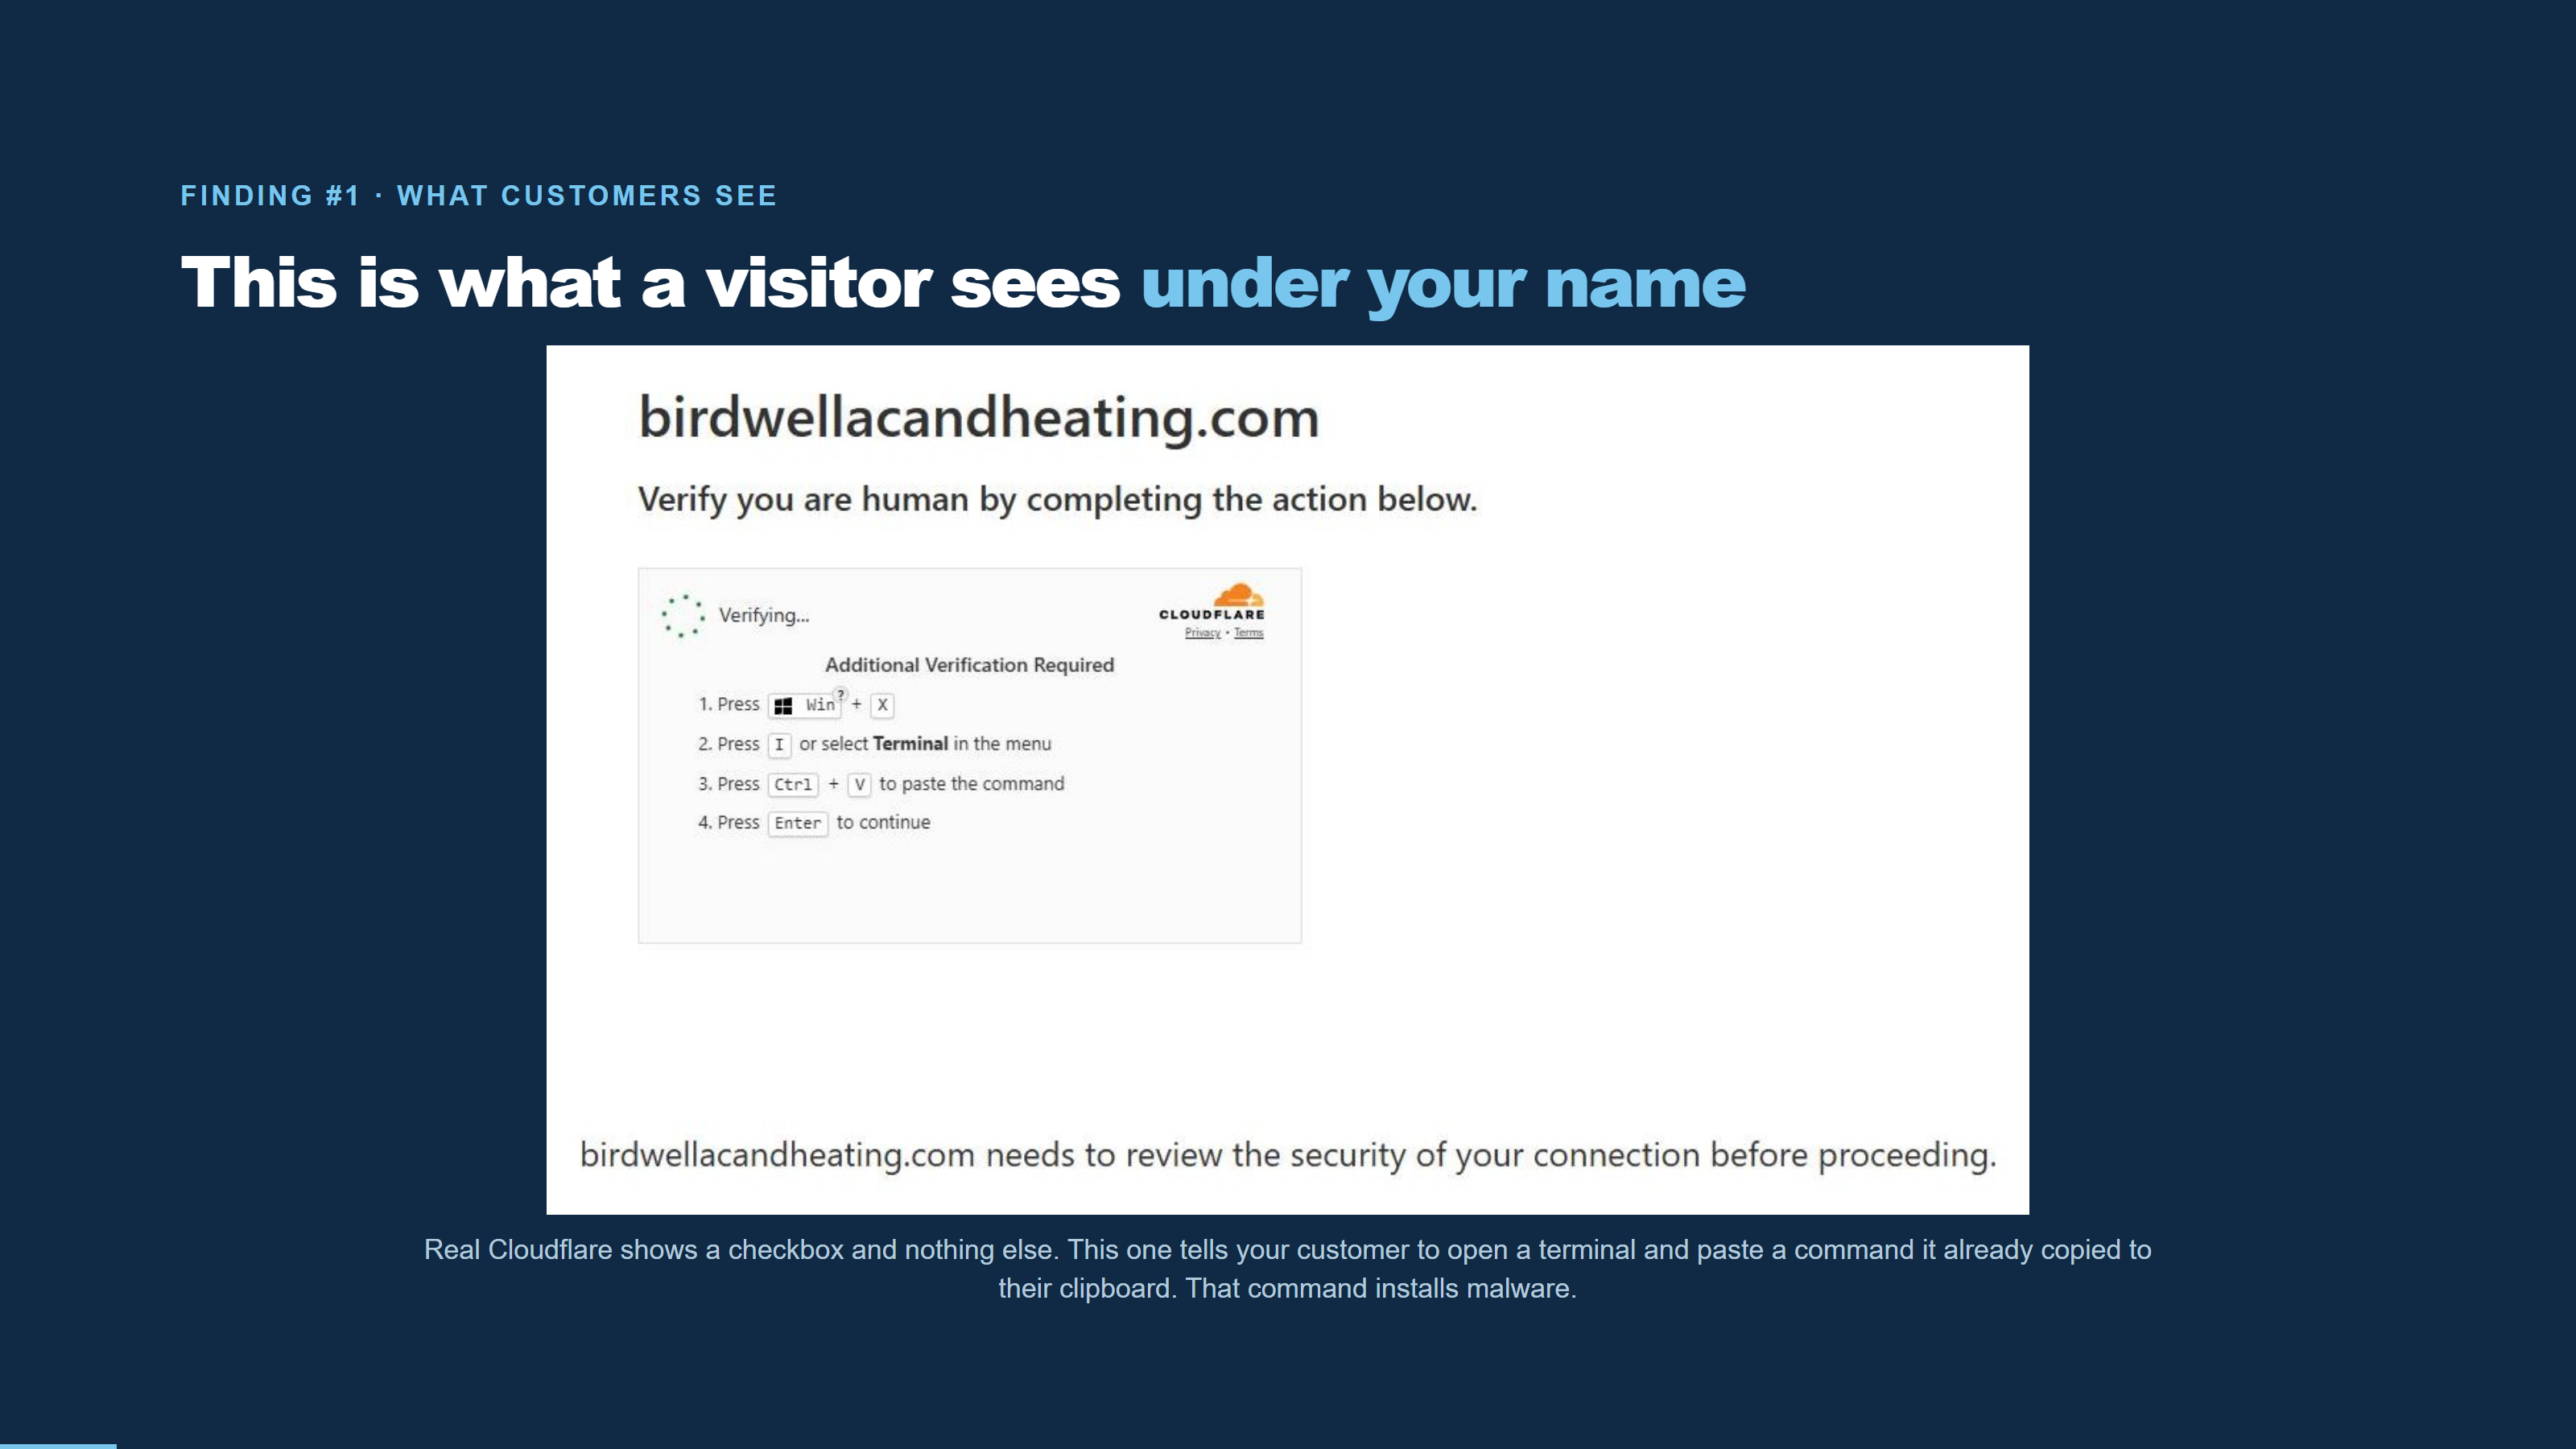 FINDING #1 · WHAT CUSTOMERS SEE
This is what a visitor sees under your name
birdwellacandheating.com
Verify you are human by completing the action below.
Verifying...
CLOUDFLARE
Privacy • Terms
Additional Verification Required
1. Press Win ? + X
2. Press I or select Terminal in the menu
3. Press Ctrl + V to paste the command
4. Press Enter to continue
birdwellacandheating.com needs to review the security of your connection before proceeding.
Real Cloudflare shows a checkbox and nothing else. This one tells your customer to open a terminal and paste a command it already copied to
their clipboard. That command installs malware.